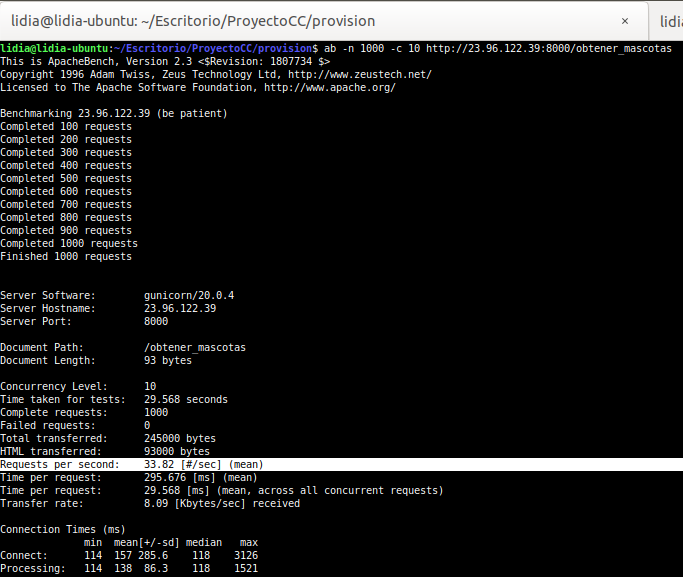 lidia@lidia-ubuntu: ~/Escritorio/ProyectoCC/provision × lidi
lidia@lidia-ubuntu:~/Escritorio/ProyectoCC/provision$ ab -n 1000 -c 10 http://23.96.122.39:8000/obtener_mascotas
This is ApacheBench, Version 2.3 <$Revision: 1807734 $>
Copyright 1996 Adam Twiss, Zeus Technology Ltd, http://www.zeustech.net/
Licensed to The Apache Software Foundation, http://www.apache.org/

Benchmarking 23.96.122.39 (be patient)
Completed 100 requests
Completed 200 requests
Completed 300 requests
Completed 400 requests
Completed 500 requests
Completed 600 requests
Completed 700 requests
Completed 800 requests
Completed 900 requests
Completed 1000 requests
Finished 1000 requests

Server Software:        gunicorn/20.0.4
Server Hostname:        23.96.122.39
Server Port:            8000

Document Path:          /obtener_mascotas
Document Length:        93 bytes

Concurrency Level:      10
Time taken for tests:   29.568 seconds
Complete requests:      1000
Failed requests:        0
Total transferred:      245000 bytes
HTML transferred:       93000 bytes
Requests per second:    33.82 [#/sec] (mean)
Time per request:       295.676 [ms] (mean)
Time per request:       29.568 [ms] (mean, across all concurrent requests)
Transfer rate:          8.09 [Kbytes/sec] received

Connection Times (ms)
              min  mean[+/-sd] median   max
Connect:      114  157 285.6    118    3126
Processing:   114  138  86.3    118    1521